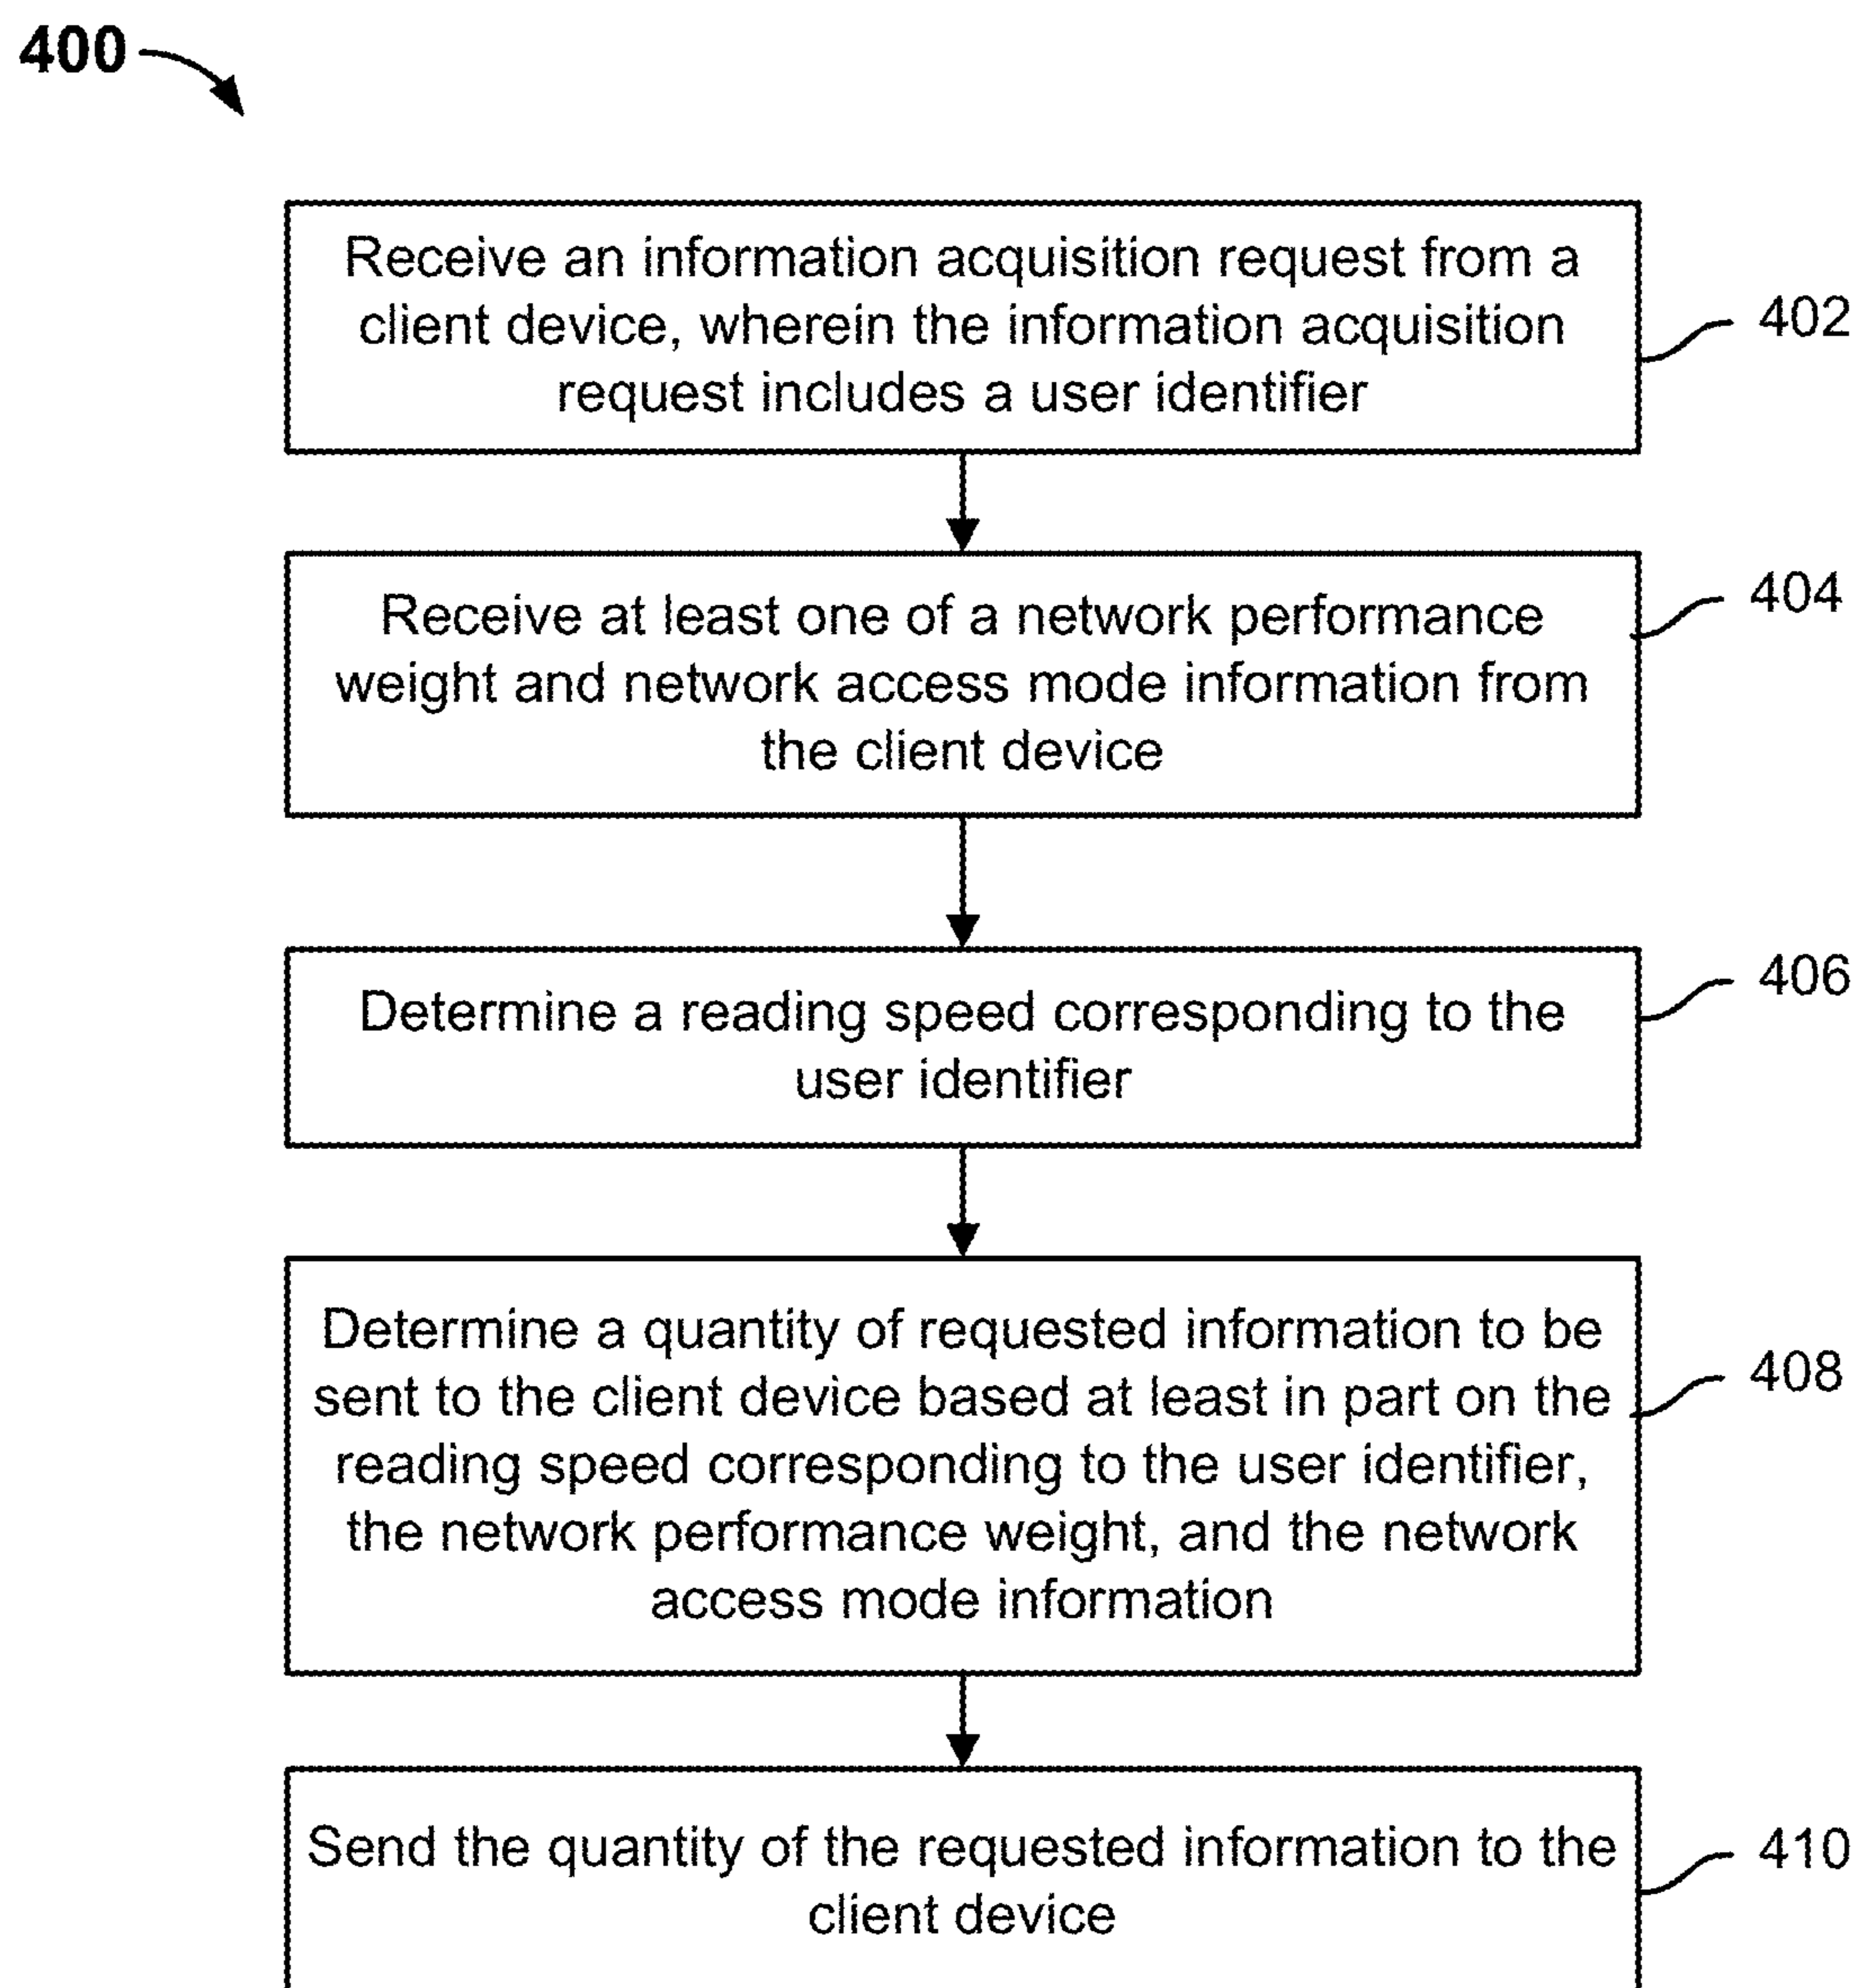 400
Receive an information acquisition request from a
client device, wherein the information acquisition
request includes a user identifier
402
Receive at least one of a network performance
weight and network access mode information from
the client device
404
Determine a reading speed corresponding to the
user identifier
406
Determine a quantity of requested information to be
sent to the client device based at least in part on the
reading speed corresponding to the user identifier,
the network performance weight, and the network
access mode information
408
Send the quantity of the requested information to the
client device
410